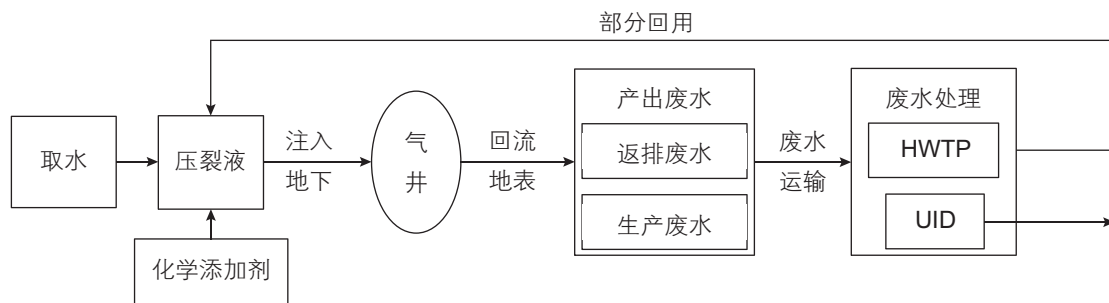 部分回用
取水
压裂液
化学添加剂
注入
地下
气
井
回流
地表
产出废水
返排废水
生产废水
废水
运输
废水处理
HWTP
UID